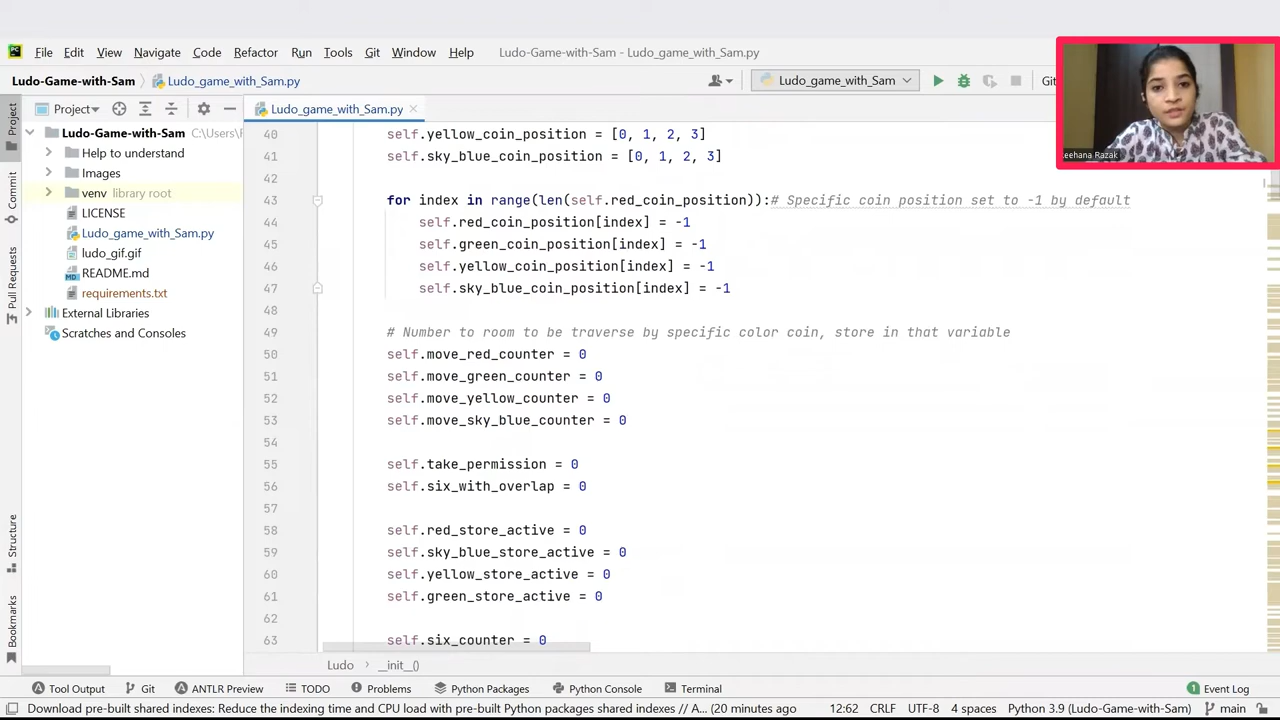 PC File Edit View Navigate Code Refactor Run Tools Git Window Help Ludo-Game-with-Sam - Ludo_game_with_Sam.py
Ludo-Game-with-Sam Ludo_game_with_Sam.py Ludo_game_with_Sam Git
Project Ludo_game_with_Sam.py
Ludo-Game-with-Sam C:\Users\
Help to understand
Images
venv library root
LICENSE
Ludo_game_with_Sam.py
ludo_gif.gif
README.md
requirements.txt
External Libraries
Scratches and Consoles
Project
Commit
Pull Requests
Structure
Bookmarks
40 self.yellow_coin_position = [0, 1, 2, 3]
41 self.sky_blue_coin_position = [0, 1, 2, 3]
42
43 for index in range(len(self.red_coin_position)):# Specific coin position set to -1 by default
44 self.red_coin_position[index] = -1
45 self.green_coin_position[index] = -1
46 self.yellow_coin_position[index] = -1
47 self.sky_blue_coin_position[index] = -1
48
49 # Number to room to be traverse by specific color coin, store in that variable
50 self.move_red_counter = 0
51 self.move_green_counter = 0
52 self.move_yellow_counter = 0
53 self.move_sky_blue_counter = 0
54
55 self.take_permission = 0
56 self.six_with_overlap = 0
57
58 self.red_store_active = 0
59 self.sky_blue_store_active = 0
60 self.yellow_store_active = 0
61 self.green_store_active = 0
62
63 self.six_counter = 0
Ludo __init__()
eehana Razak
Tool Output Git ANTLR Preview TODO Problems Python Packages Python Console Terminal 1 Event Log
Download pre-built shared indexes: Reduce the indexing time and CPU load with pre-built Python packages shared indexes // A... (20 minutes ago) 12:62 CRLF UTF-8 4 spaces Python 3.9 (Ludo-Game-with-Sam) main